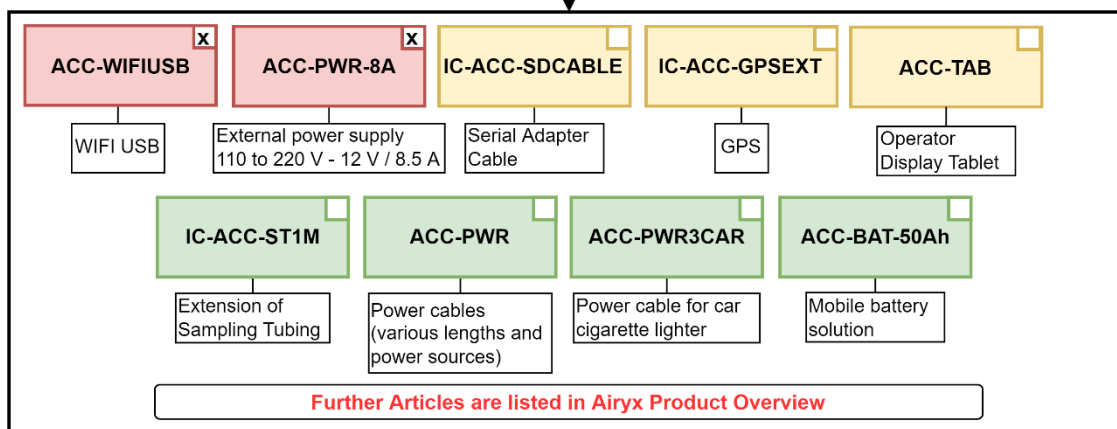 X
X
ACC-WIFIUSB
ACC-PWR-8A
IC-ACC-SDCABLE
IC-ACC-GPSEXT
ACC-TAB
WIFI USB
External power supply
110 to 220 V - 12 V / 8.5 A
Serial Adapter
Cable
GPS
Operator
Display Tablet
IC-ACC-ST1M
ACC-PWR
ACC-PWR3CAR
ACC-BAT-50Ah
Extension of
Sampling Tubing
Power cables
(various lengths and
power sources)
Power cable for car
cigarette lighter
Mobile battery
solution
Further Articles are listed in Airyx Product Overview